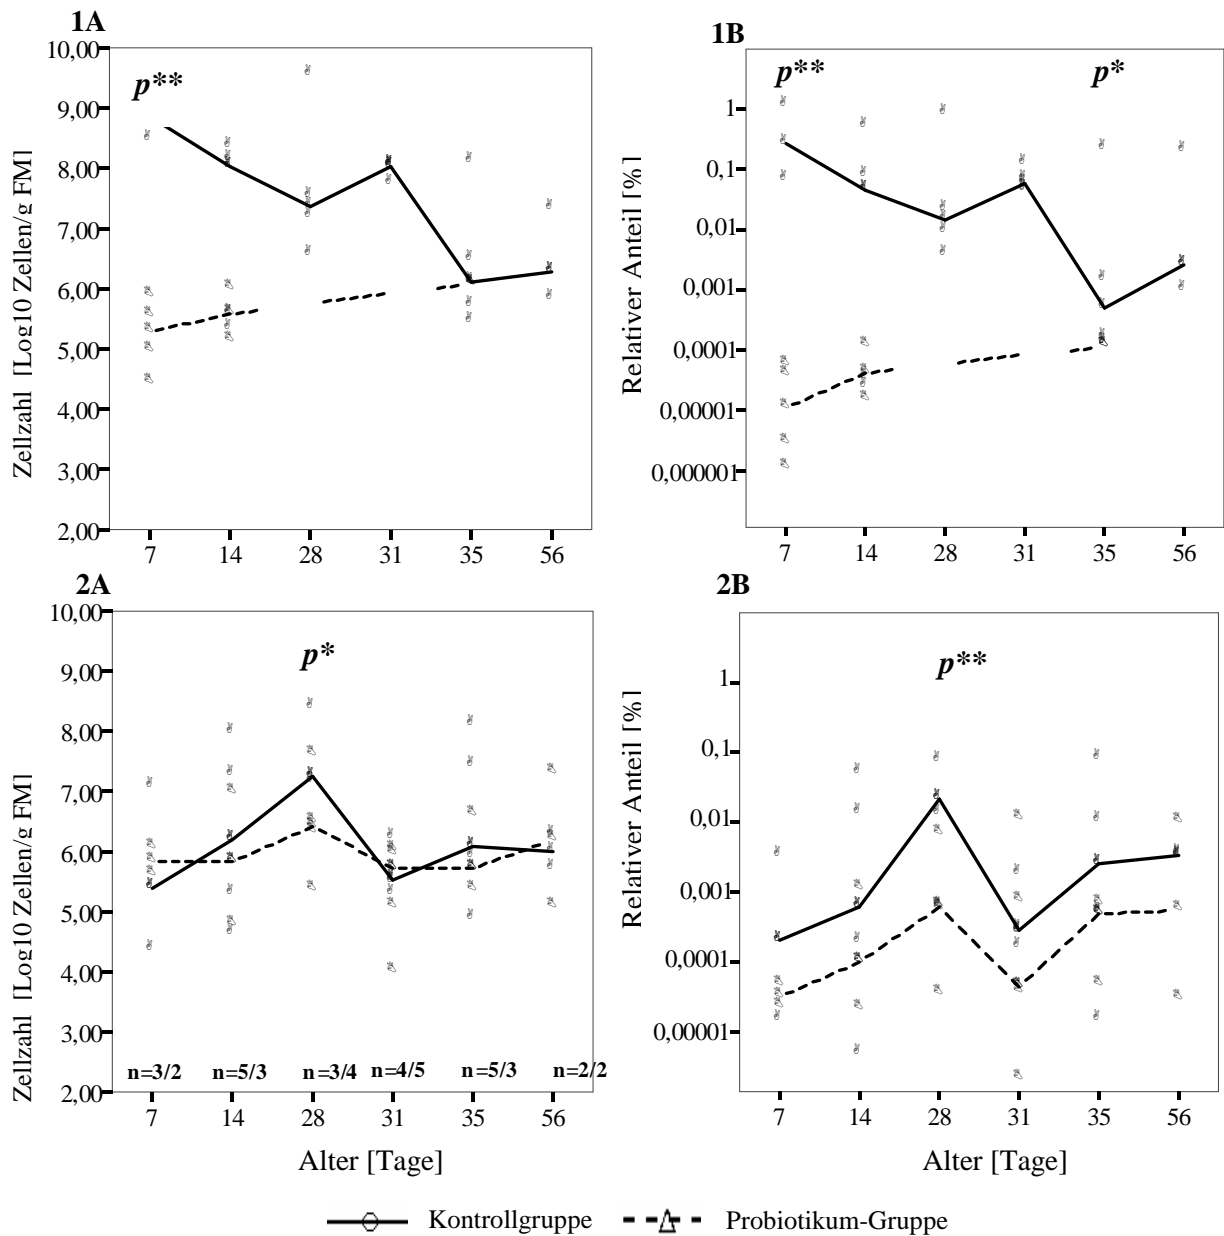 1A
1B
10,00
9,00
8,00
7,00
6,00
5,00
4,00
3,00
2,00
Zellzahl [Log10 Zellen/g FM]
p**
7 14 28 31 35 56
Relativer Anteil [%]
1
0,1
0,01
0,001
0,0001
0,00001
0,000001
p** p*
7 14 28 31 35 56
2A
2B
10,00
9,00
8,00
7,00
6,00
5,00
4,00
3,00
2,00
Zellzahl [Log10 Zellen/g FM]
p*
n=3/2 n=5/3 n=3/4 n=4/5 n=5/3 n=2/2
7 14 28 31 35 56
Alter [Tage]
Relativer Anteil [%]
1
0,1
0,01
0,001
0,0001
0,00001
p**
7 14 28 31 35 56
Alter [Tage]
Kontrollgruppe Probiotikum-Gruppe